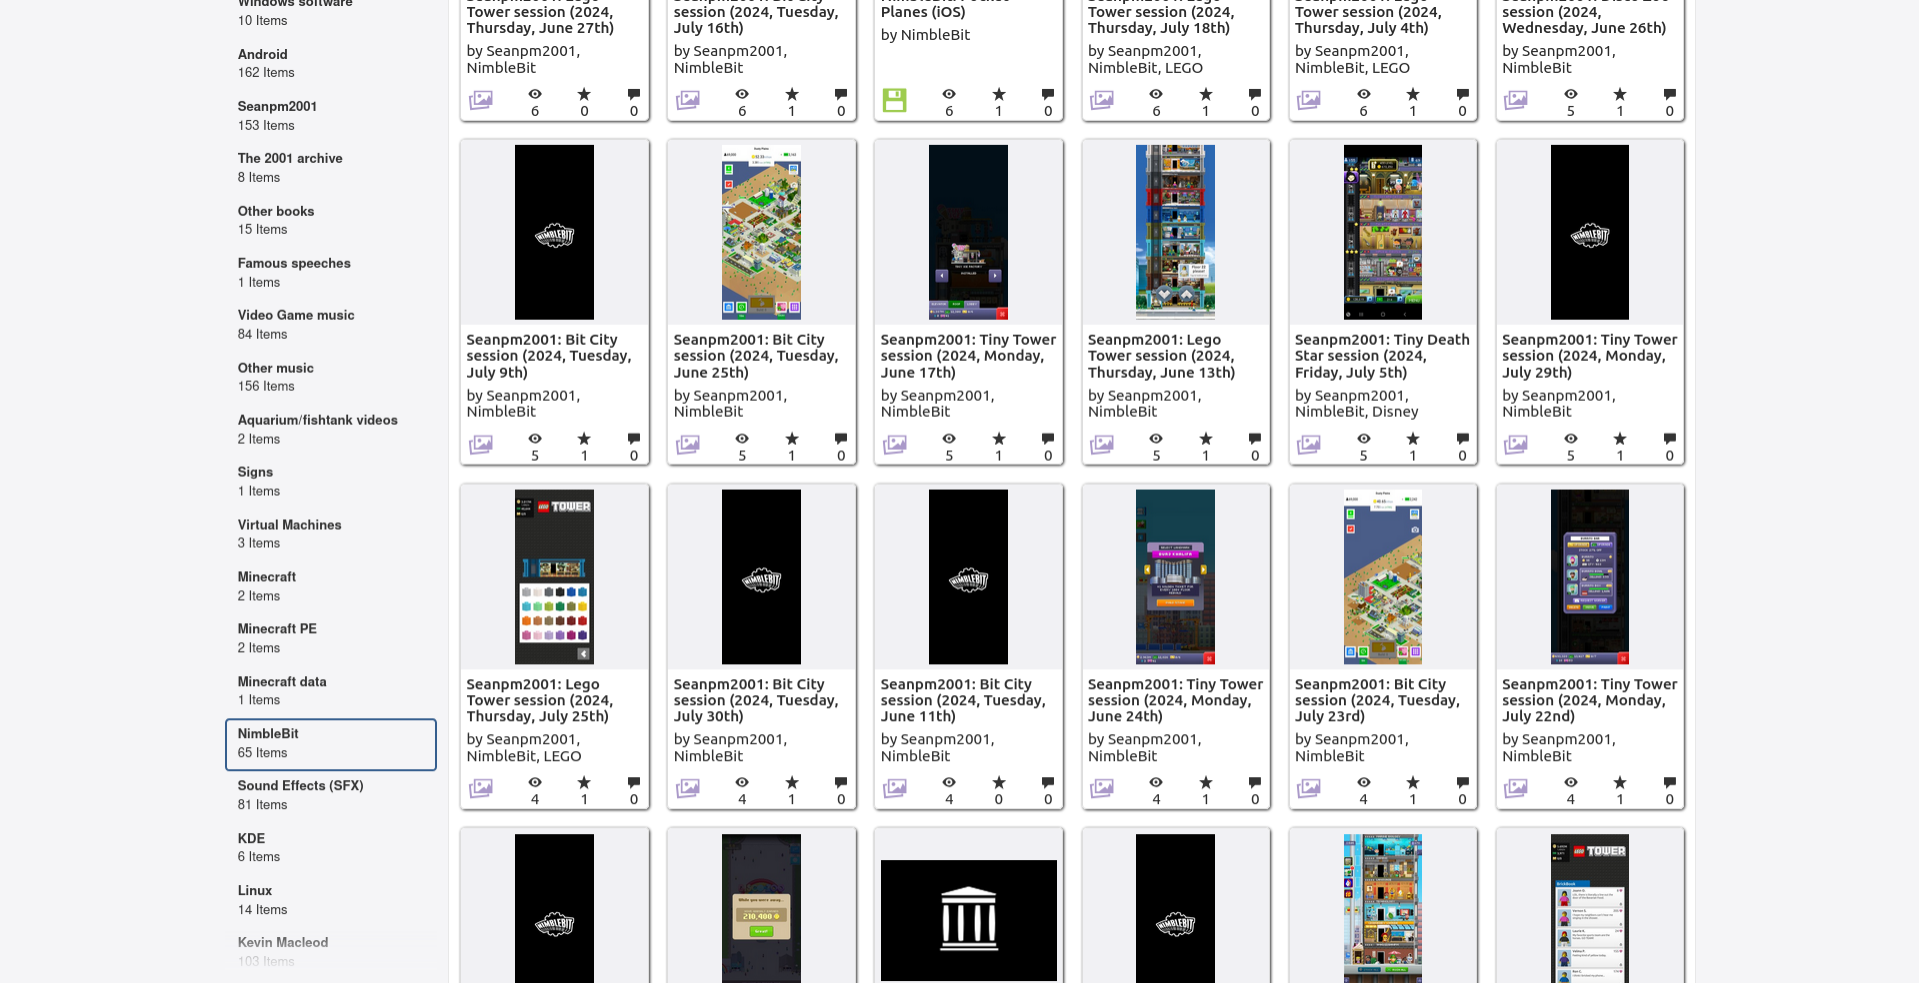 Windows software
10 Items
Android
162 Items
Seanpm2001
153 Items
The 2001 archive
8 Items
Other books
15 Items
Famous speeches
1 Items
Video Game music
84 Items
Other music
156 Items
Aquarium/fishtank videos
2 Items
Signs
1 Items
Virtual Machines
3 Items
Minecraft
2 Items
Minecraft PE
2 Items
Minecraft data
1 Items
NimbleBit
65 Items
Sound Effects (SFX)
81 Items
KDE
6 Items
Linux
14 Items
Kevin Macleod
103 Items
Tower session (2024,
Thursday, June 27th)
by Seanpm2001,
NimbleBit
6 0 0
session (2024, Tuesday,
July 16th)
by Seanpm2001,
NimbleBit
6 1 0
Planes (iOS)
by NimbleBit
6 1 0
Tower session (2024,
Thursday, July 18th)
by Seanpm2001,
NimbleBit, LEGO
6 1 0
Tower session (2024,
Thursday, July 4th)
by Seanpm2001,
NimbleBit, LEGO
6 1 0
session (2024,
Wednesday, June 26th)
by Seanpm2001,
NimbleBit
5 1 0
NIMBLEBIT
Seanpm2001: Bit City
session (2024, Tuesday,
July 9th)
by Seanpm2001,
NimbleBit
5 1 0
Seanpm2001: Bit City
session (2024, Tuesday,
June 25th)
by Seanpm2001,
NimbleBit
5 1 0
Seanpm2001: Tiny Tower
session (2024, Monday,
June 17th)
by Seanpm2001,
NimbleBit
5 1 0
Seanpm2001: Lego
Tower session (2024,
Thursday, June 13th)
by Seanpm2001,
NimbleBit
5 1 0
Seanpm2001: Tiny Death
Star session (2024,
Friday, July 5th)
by Seanpm2001,
NimbleBit, Disney
5 1 0
NIMBLEBIT
Seanpm2001: Tiny Tower
session (2024, Monday,
July 29th)
by Seanpm2001,
NimbleBit
5 1 0
LEGO TOWER
Seanpm2001: Lego
Tower session (2024,
Thursday, July 25th)
by Seanpm2001,
NimbleBit, LEGO
4 1 0
NIMBLEBIT
Seanpm2001: Bit City
session (2024, Tuesday,
July 30th)
by Seanpm2001,
NimbleBit
4 1 0
NIMBLEBIT
Seanpm2001: Bit City
session (2024, Tuesday,
June 11th)
by Seanpm2001,
NimbleBit
4 0 0
Seanpm2001: Tiny Tower
session (2024, Monday,
June 24th)
by Seanpm2001,
NimbleBit
4 1 0
Seanpm2001: Bit City
session (2024, Tuesday,
July 23rd)
by Seanpm2001,
NimbleBit
4 1 0
Seanpm2001: Tiny Tower
session (2024, Monday,
July 22nd)
by Seanpm2001,
NimbleBit
4 1 0
NIMBLEBIT
While you were away...
210,400
NIMBLEBIT
LEGO TOWER